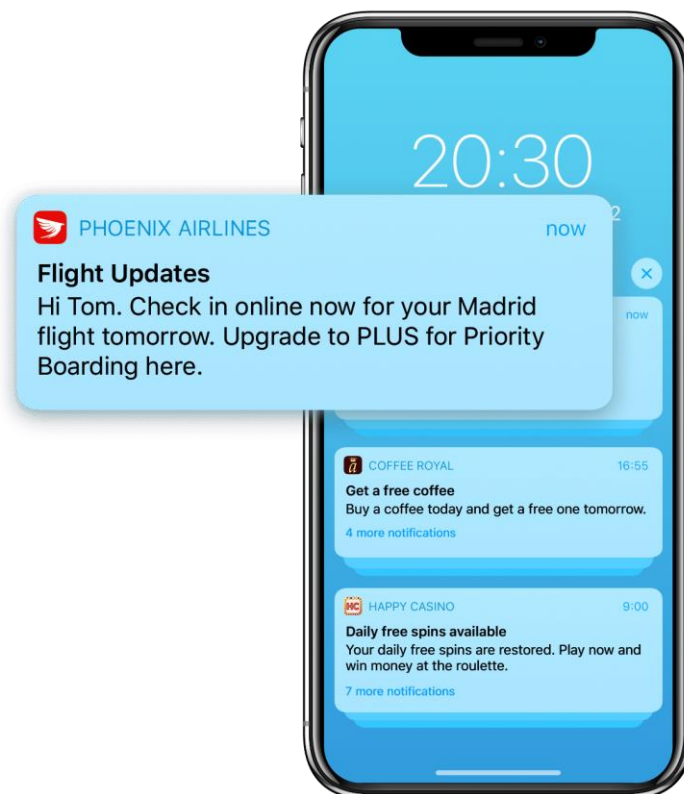 20:30
2
PHOENIX AIRLINES now
Flight Updates
Hi Tom. Check in online now for your Madrid
flight tomorrow. Upgrade to PLUS for Priority
Boarding here.
now
COFFEE ROYAL 16:55
Get a free coffee
Buy a coffee today and get a free one tomorrow.
4 more notifications
HC HAPPY CASINO 9:00
Daily free spins available
Your daily free spins are restored. Play now and
win money at the roulette.
7 more notifications